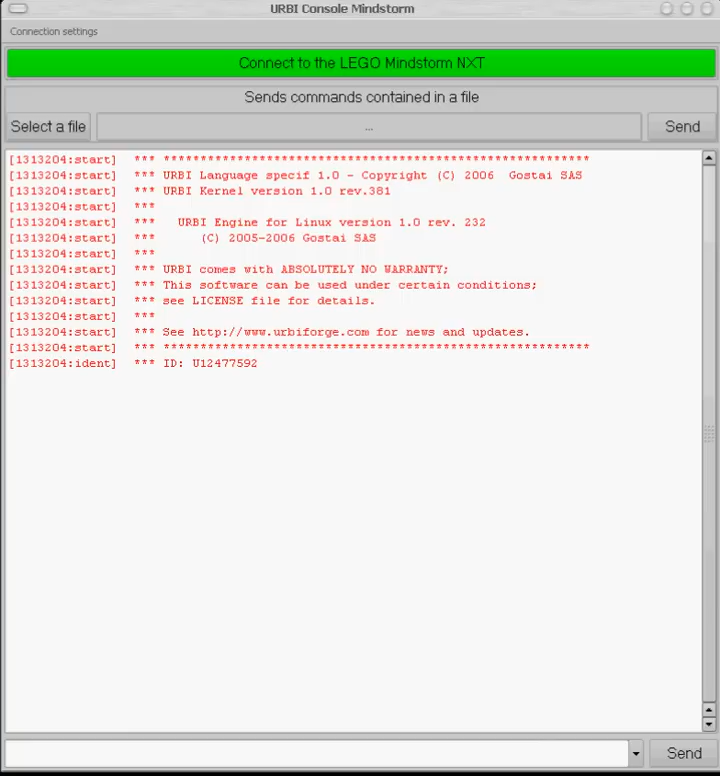 URBI Console Mindstorm
Connection settings
Connect to the LEGO Mindstorm NXT
Sends commands contained in a file
Select a file ... Send
[1313204:start] *** **********************************************************
[1313204:start] *** URBI Language specif 1.0 - Copyright (C) 2006 Gostai SAS
[1313204:start] *** URBI Kernel version 1.0 rev.381
[1313204:start] ***
[1313204:start] *** URBI Engine for Linux version 1.0 rev. 232
[1313204:start] *** (C) 2005-2006 Gostai SAS
[1313204:start] ***
[1313204:start] *** URBI comes with ABSOLUTELY NO WARRANTY;
[1313204:start] *** This software can be used under certain conditions;
[1313204:start] *** see LICENSE file for details.
[1313204:start] ***
[1313204:start] *** See http://www.urbiforge.com for news and updates.
[1313204:start] *** **********************************************************
[1313204:ident] *** ID: U12477592
Send